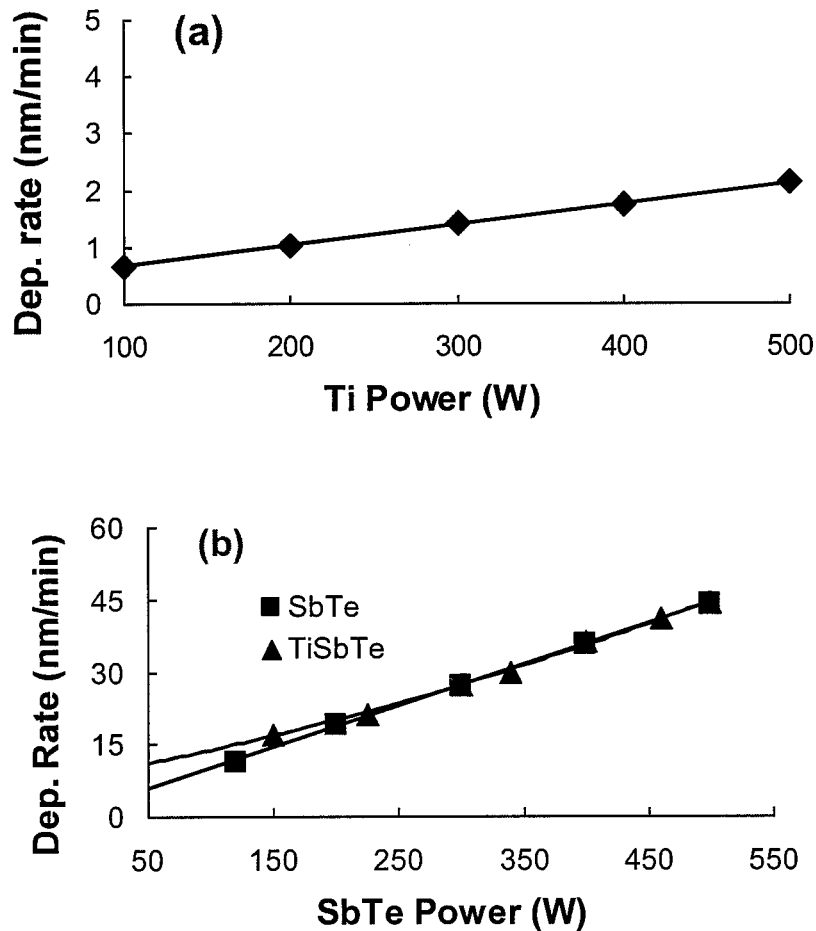 (a)
5
4
3
2
1
0
Dep. rate (nm/min)
100 200 300 400 500
Ti Power (W)
(b)
60
45
30
15
0
Dep. Rate (nm/min)
SbTe
TiSbTe
50 150 250 350 450 550
SbTe Power (W)